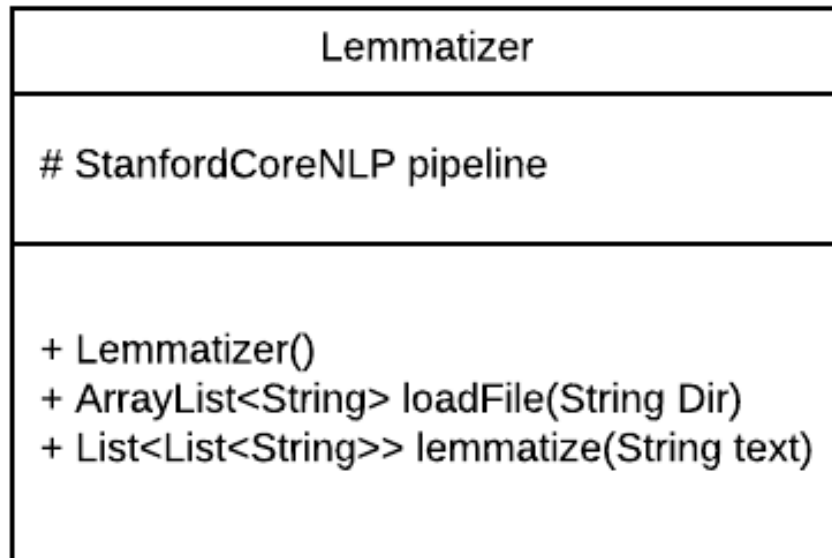 Lemmatizer
# StanfordCoreNLP pipeline
+ Lemmatizer()
+ ArrayList<String> loadFile(String Dir)
+ List<List<String>> lemmatize(String text)